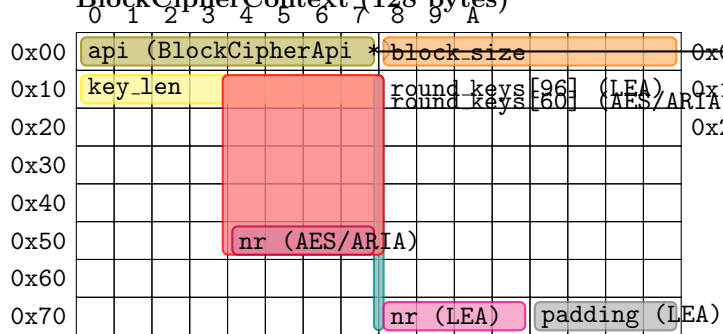 BlockCipherContext (128 bytes)
0 1 2 3 4 5 6 7 8 9 A
0x00 api (BlockCipherApi * block_size
0x10 key_len round_keys[96] (LEA)
round_keys[60] (AES/ARIA
0x20
0x30
0x40
0x50 nr (AES/ARIA)
0x60
0x70 nr (LEA) padding (LEA)